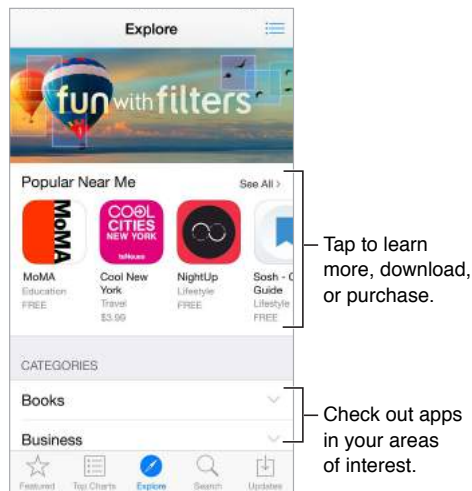 Explore
fun with filters
Popular Near Me
See All >
MoMA
COOL
CITIES
NEW YORK
teNeues
MoMA
Education
FREE
Cool New
York
Travel
$3.99
NightUp
Lifestyle
FREE
Sosh - C
Guide
Lifestyle
FREE
Tap to learn
more, download,
or purchase.
CATEGORIES
Books
Business
Check out apps
in your areas
of interest.
Featured
Top Charts
Explore
Search
Updates